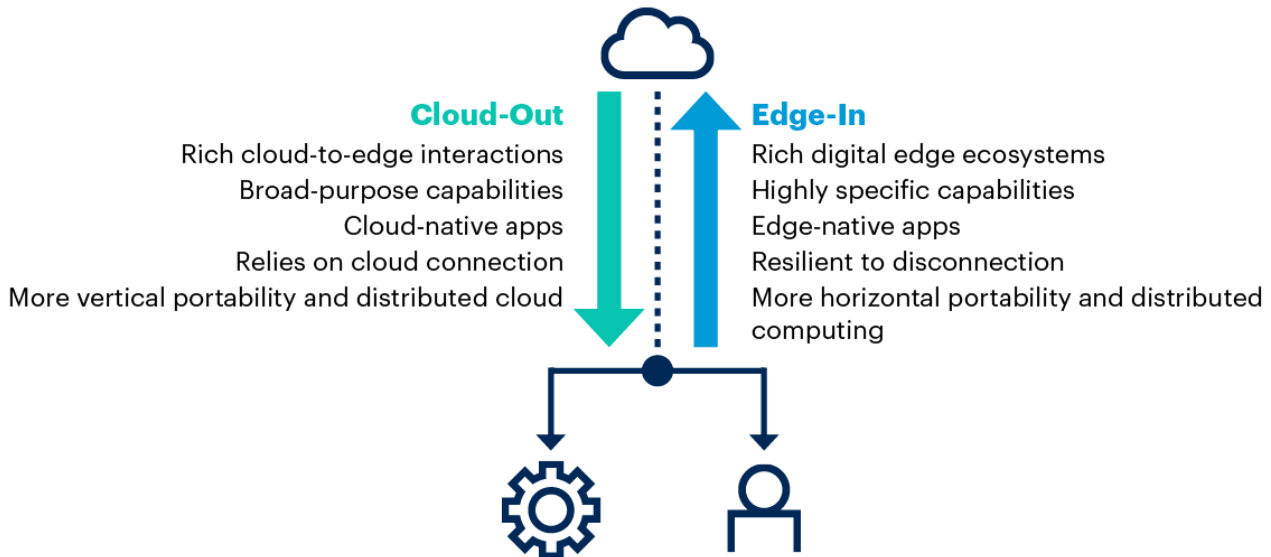 Cloud-Out
Rich cloud-to-edge interactions
Broad-purpose capabilities
Cloud-native apps
Relies on cloud connection
More vertical portability and distributed cloud
Edge-In
Rich digital edge ecosystems
Highly specific capabilities
Edge-native apps
Resilient to disconnection
More horizontal portability and distributed
computing